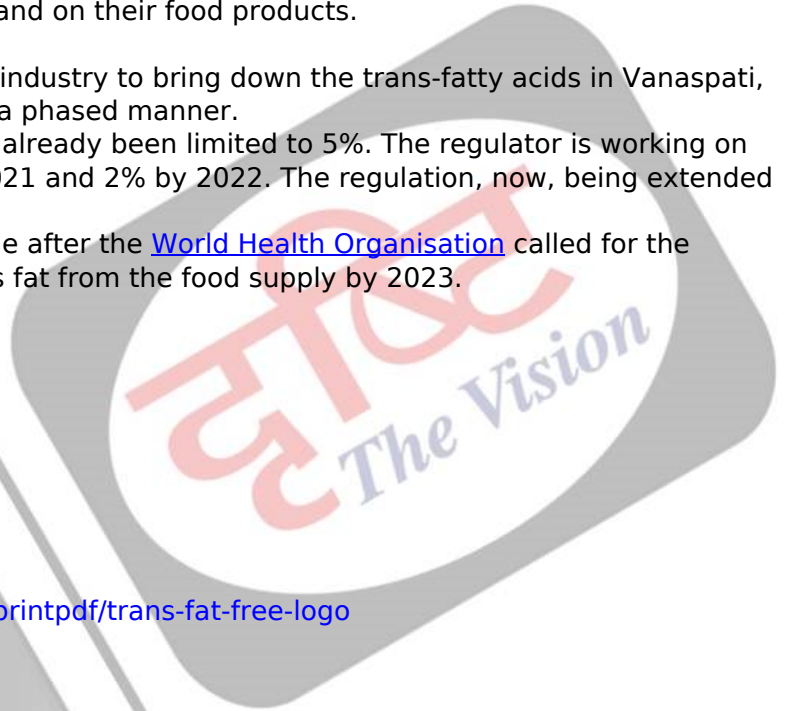 and on their food products.
industry to bring down the trans-fatty acids in Vanaspati,
a phased manner.
already been limited to 5%. The regulator is working on
021 and 2% by 2022. The regulation, now, being extended
e after the World Health Organisation called for the
s fat from the food supply by 2023.
दृष्टि
The Vision
printpdf/trans-fat-free-logo